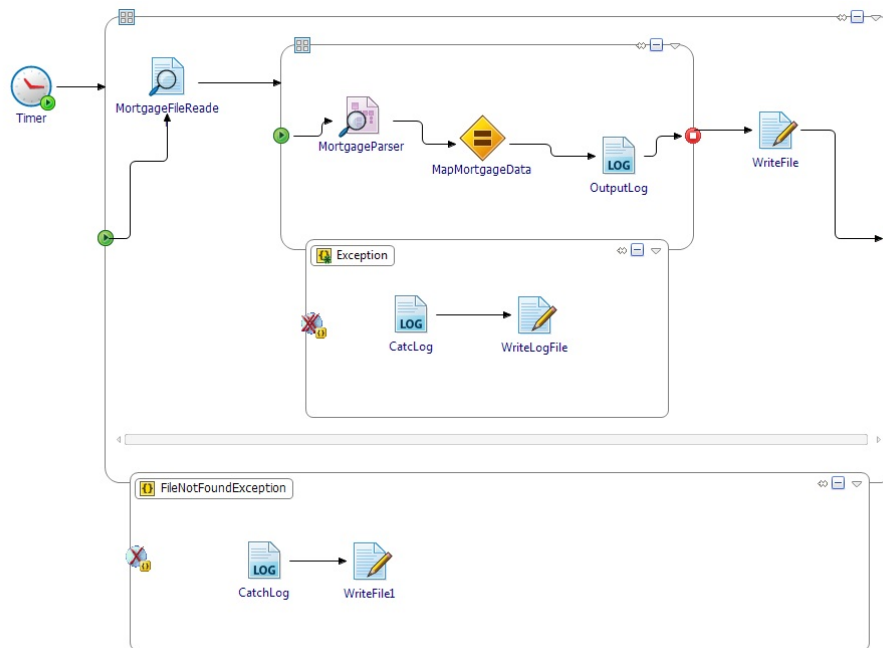 Timer
MortgageFileReade
MortgageParser
MapMortgageData
LOG
OutputLog
WriteFile
Exception
LOG
CatcLog
WriteLogFile
FileNotFoundException
LOG
CatchLog
WriteFile1